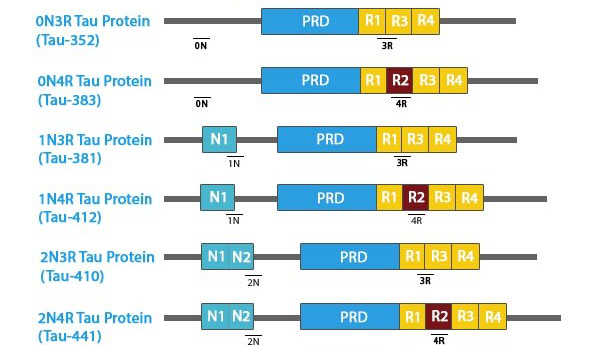 0N3R Tau Protein PRD R1 R3 R4
(Tau-352) 0N 3R
0N4R Tau Protein PRD R1 R2 R3 R4
(Tau-383) 0N 4R
1N3R Tau Protein N1 PRD R1 R3 R4
(Tau-381) 1N 3R
1N4R Tau Protein N1 PRD R1 R2 R3 R4
(Tau-412) 1N 4R
2N3R Tau Protein N1 N2 PRD R1 R3 R4
(Tau-410) 2N 3R
2N4R Tau Protein N1 N2 PRD R1 R2 R3 R4
(Tau-441) 2N 4R